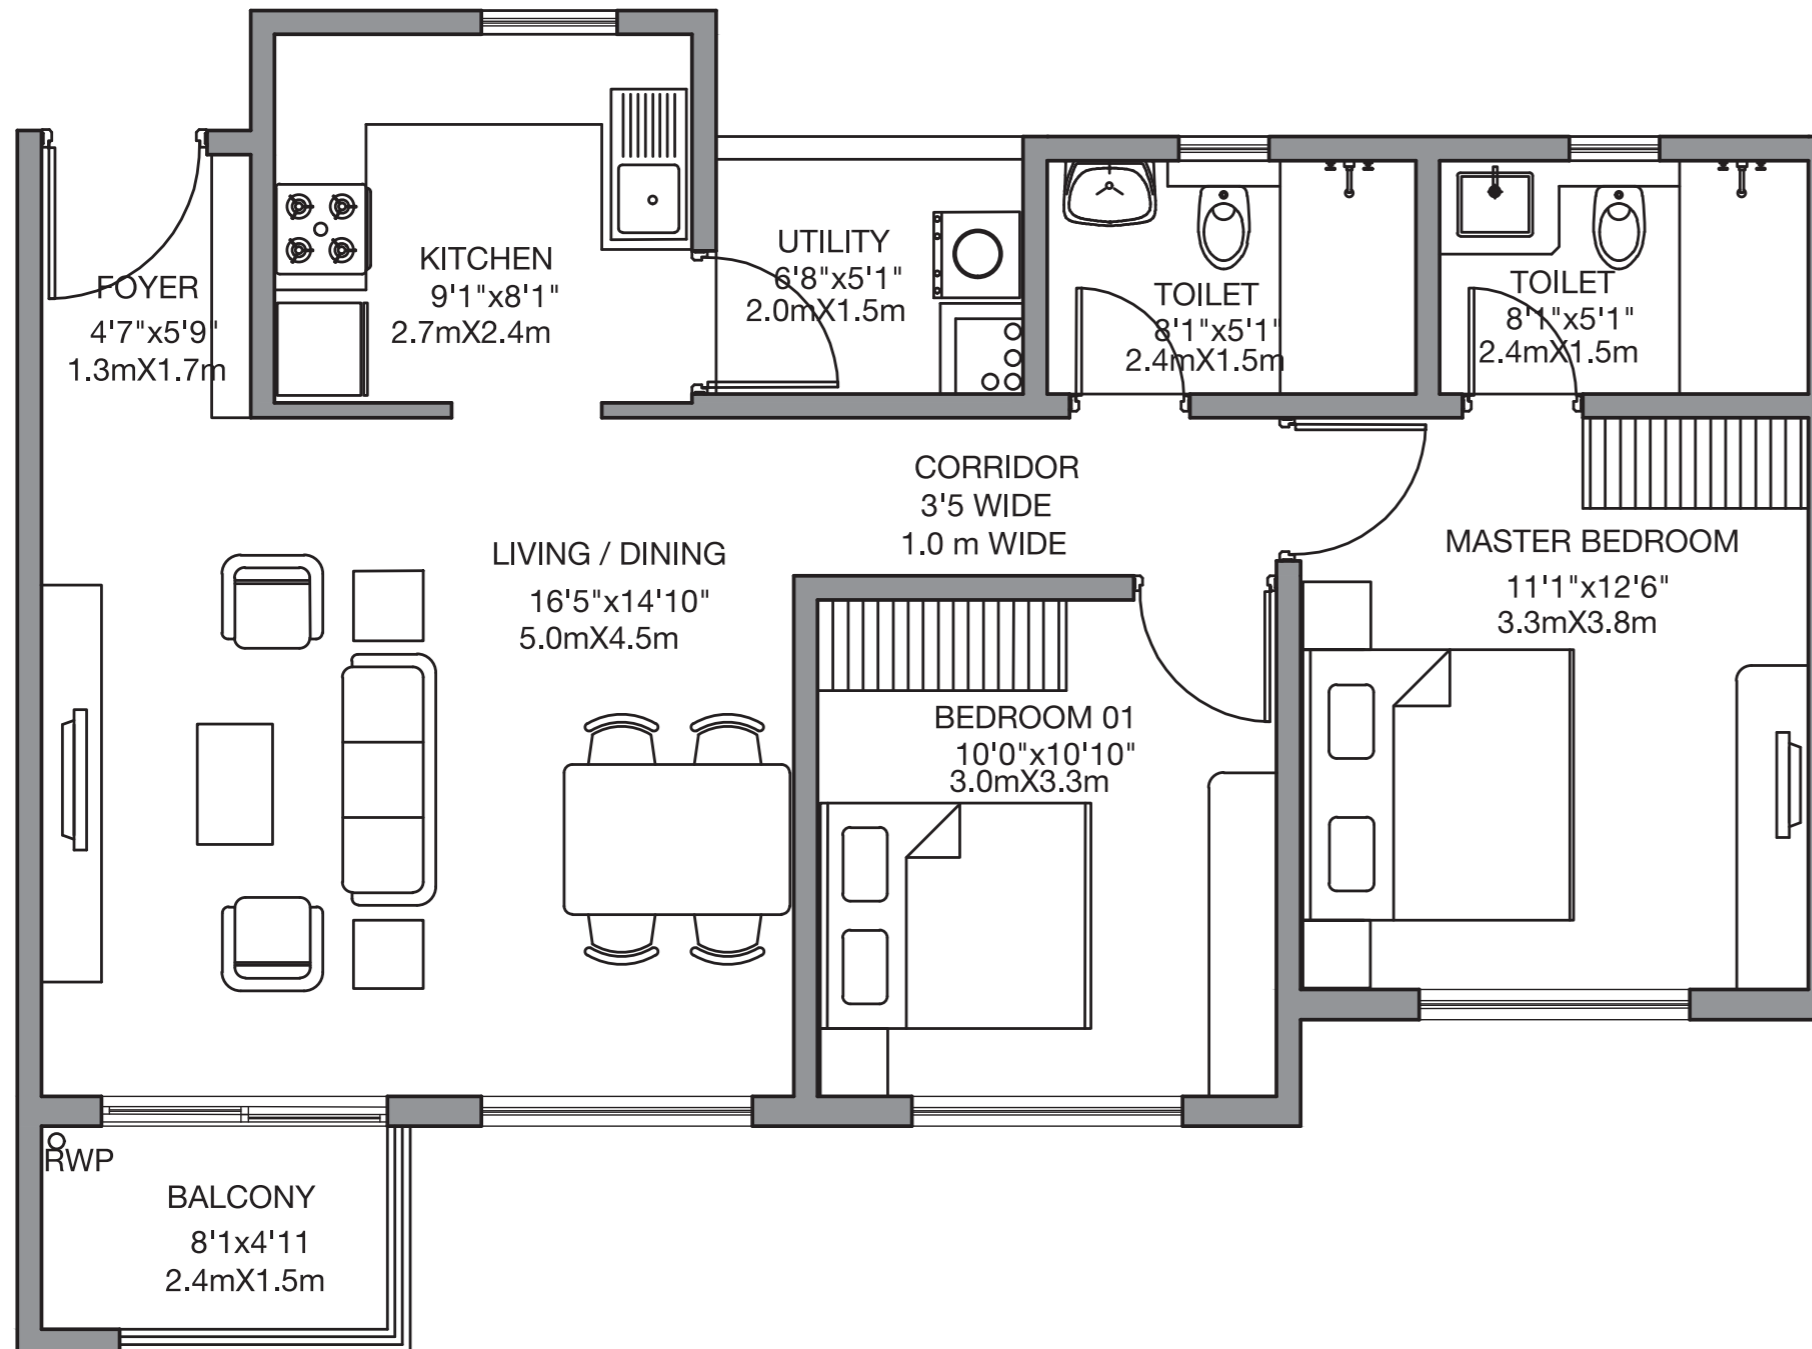 FOYER
4'7"x5'9"
1.3mX1.7m
KITCHEN
9'1"x8'1"
2.7mX2.4m
UTILITY
6'8"x5'1"
2.0mX1.5m
TOILET
8'1"x5'1"
2.4mX1.5m
TOILET
8'1"x5'1"
2.4mX1.5m
CORRIDOR
3'5 WIDE
1.0 m WIDE
LIVING / DINING
16'5"x14'10"
5.0mX4.5m
MASTER BEDROOM
11'1"x12'6"
3.3mX3.8m
BEDROOM 01
10'0"x10'10"
3.0mX3.3m
RWP
BALCONY
8'1x4'11
2.4mX1.5m